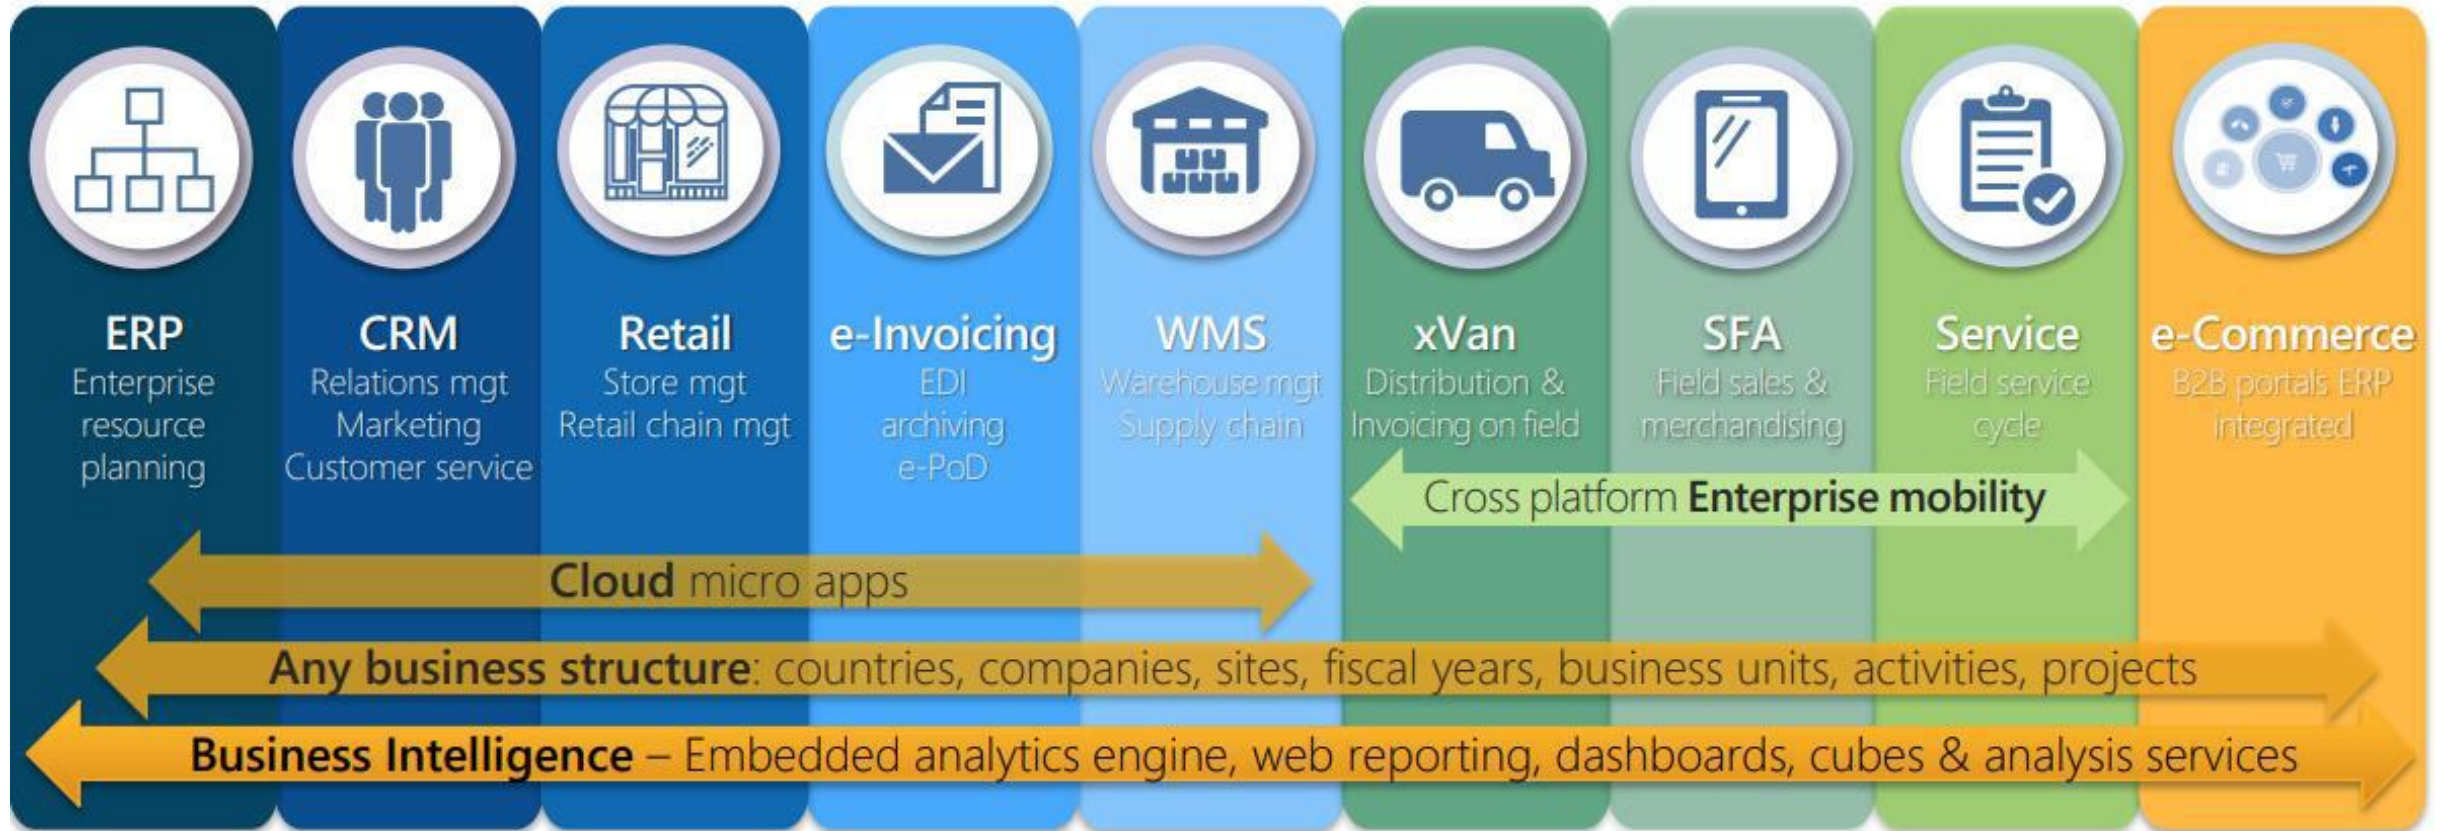 ERP
Enterprise
resource
planning
CRM
Relations mgt
Marketing
Customer service
Retail
Store mgt
Retail chain mgt
e-Invoicing
EDI
archiving
e-PoD
WMS
Warehouse mgt
Supply chain
xVan
Distribution &
Invoicing on field
SFA
Field sales &
merchandising
Service
Field service
cycle
e-Commerce
B2B portals ERP
integrated
Cross platform Enterprise mobility
Cloud micro apps
Any business structure: countries, companies, sites, fiscal years, business units, activities, projects
Business Intelligence – Embedded analytics engine, web reporting, dashboards, cubes & analysis services